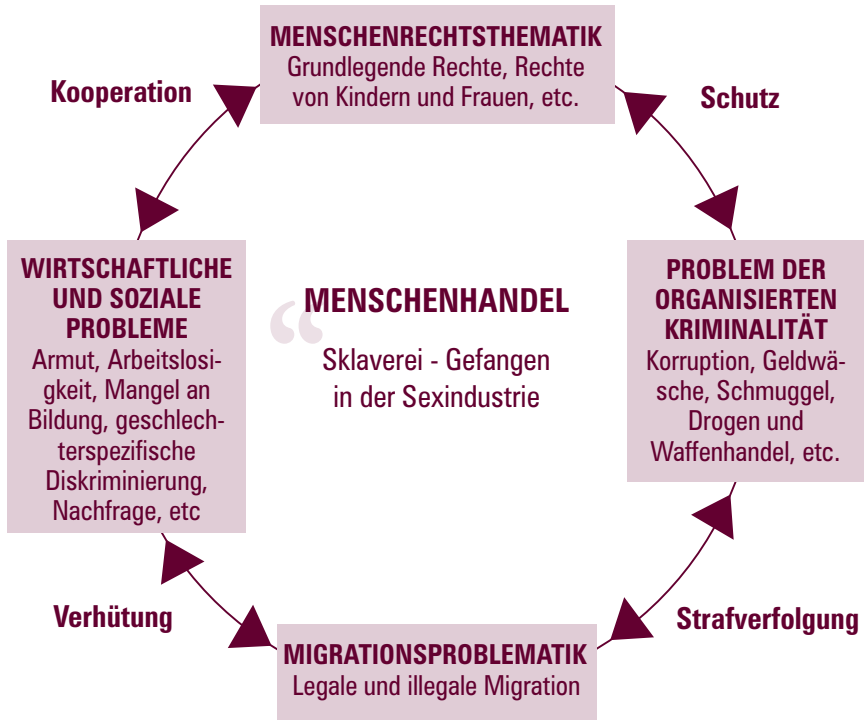 MENSCHENRECHTSTHEMATIK
Grundlegende Rechte, Rechte
von Kindern und Frauen, etc.
Kooperation
Schutz
WIRTSCHAFTLICHE
UND SOZIALE
PROBLEME
Armut, Arbeitslosi-
gkeit, Mangel an
Bildung, geschlech-
terspezifische
Diskriminierung,
Nachfrage, etc
“
MENSCHENHANDEL
Sklaverei - Gefangen
in der Sexindustrie
PROBLEM DER
ORGANISIERTEN
KRIMINALITÄT
Korruption, Geldwä-
sche, Schmuggel,
Drogen und
Waffenhandel, etc.
Verhütung
Strafverfolgung
MIGRATIONSPROBLEMATIK
Legale und illegale Migration